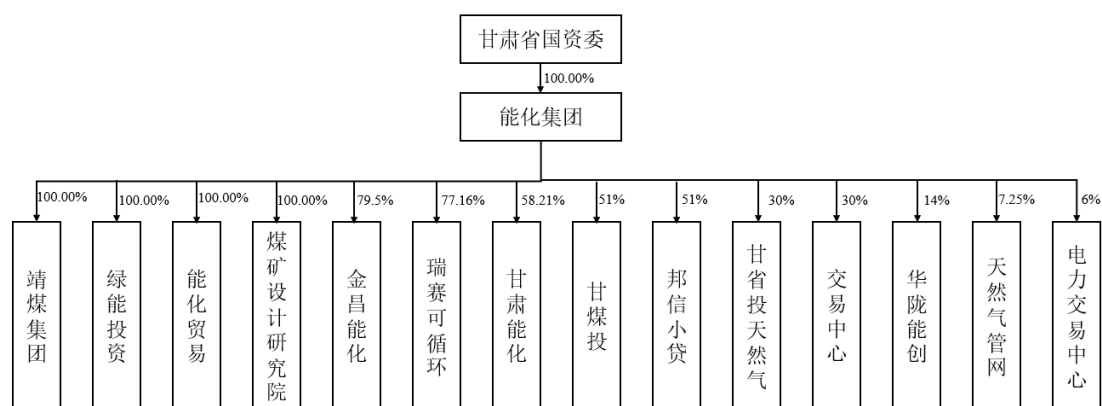 甘肃省国资委
100.00%
能化集团
100.00%
100.00%
100.00%
100.00%
79.5%
77.16%
58.21%
51%
51%
30%
30%
14%
7.25%
6%
靖煤集团
绿能投资
能化贸易
煤矿设计研究院
金昌能化
瑞赛可循环
甘肃能化
甘煤投
邦信小贷
甘省投天然气
交易中心
华陇能创
天然气管网
电力交易中心